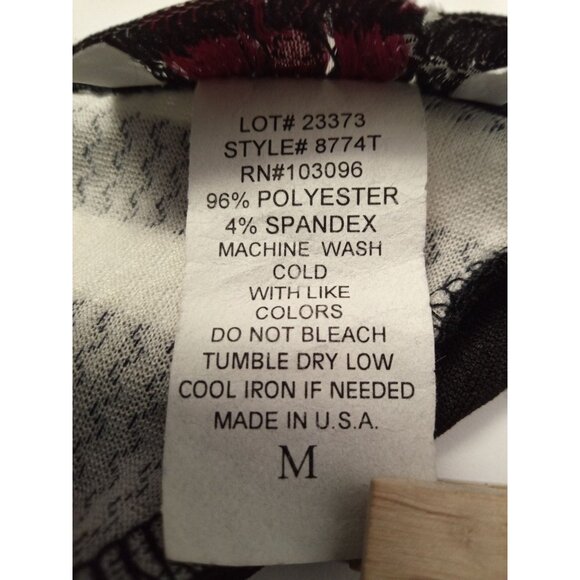 LOT# 23373
STYLE# 8774T
RN#103096
96% POLYESTER
4% SPANDEX
MACHINE WASH
COLD
WITH LIKE
COLORS
DO NOT BLEACH
TUMBLE DRY LOW
COOL IRON IF NEEDED
MADE IN U.S.A.
M